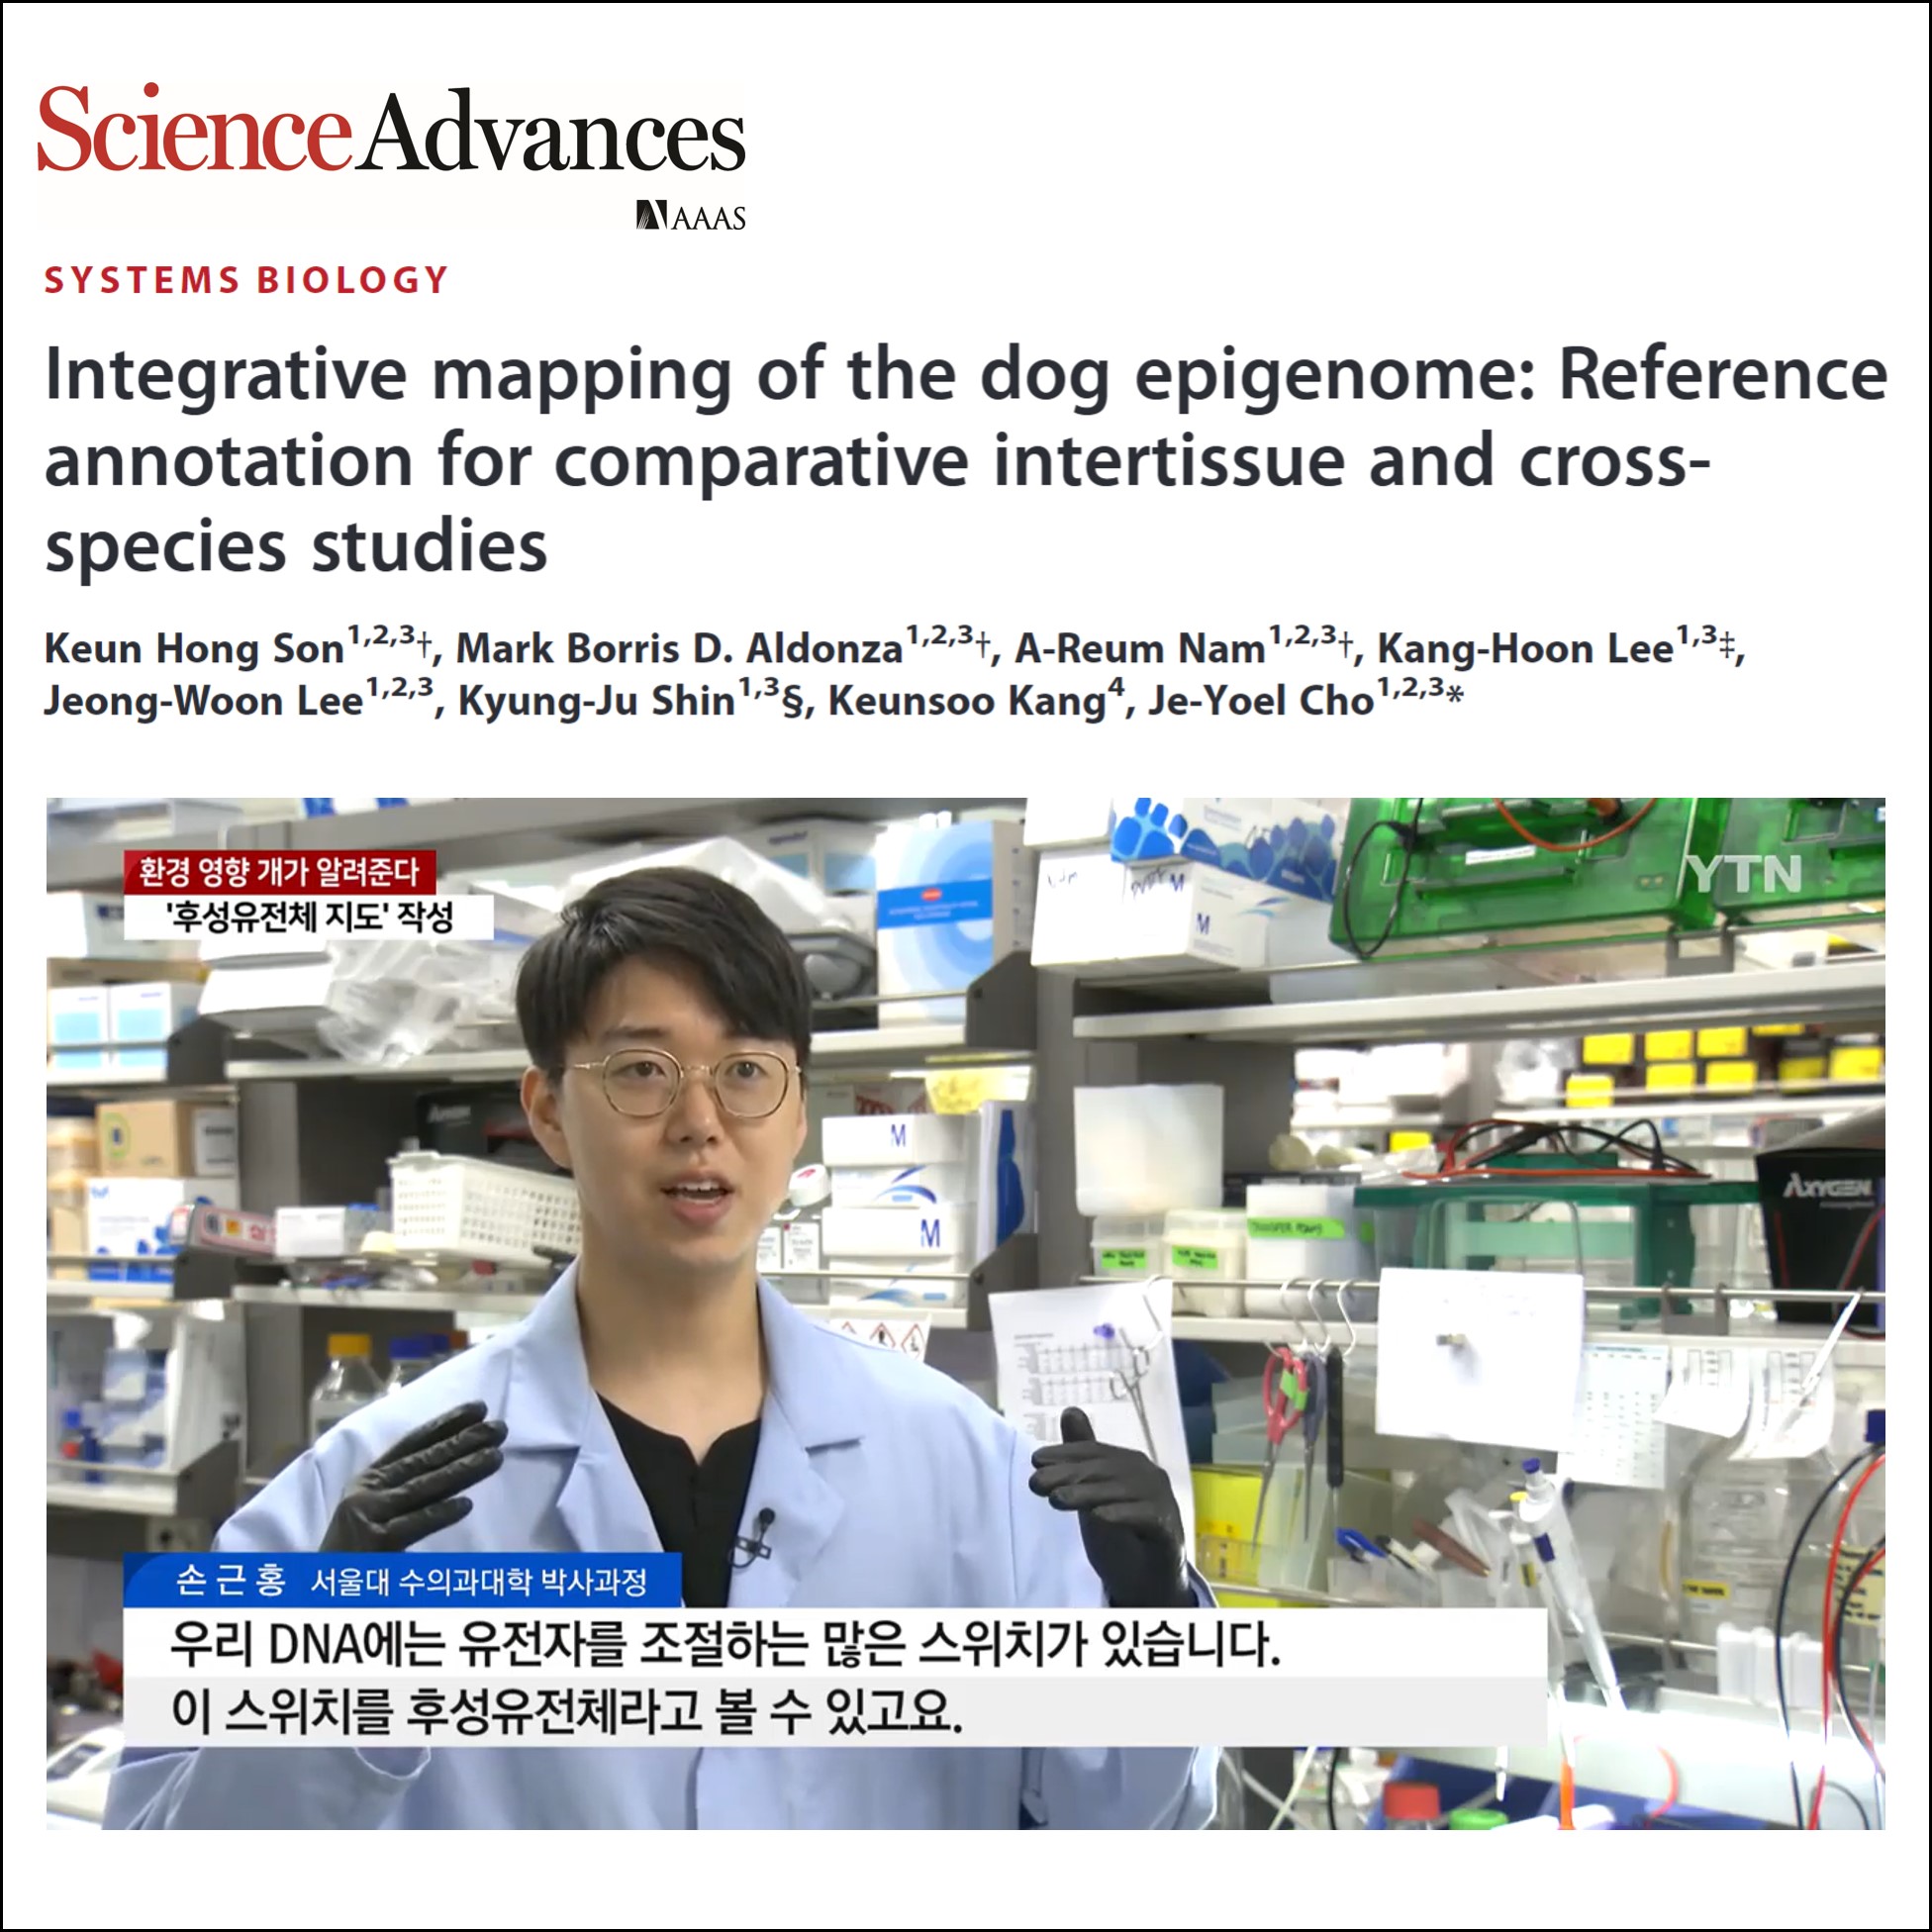 ScienceAdvances
AAAS
SYSTEMS BIOLOGY
Integrative mapping of the dog epigenome: Reference
annotation for comparative intertissue and cross-
species studies
Keun Hong Son1,2,3†, Mark Borris D. Aldonza1,2,3†, A-Reum Nam1,2,3†, Kang-Hoon Lee1,3‡,
Jeong-Woon Lee1,2,3, Kyung-Ju Shin1,3§, Keunsoo Kang4, Je-Yoel Cho1,2,3*
환경 영향 개가 알려준다
'후성유전체 지도' 작성
YTN
M
M
M
M
AXYGEN
손근홍 서울대 수의과대학 박사과정
우리 DNA에는 유전자를 조절하는 많은 스위치가 있습니다.
이 스위치를 후성유전체라고 볼 수 있고요.